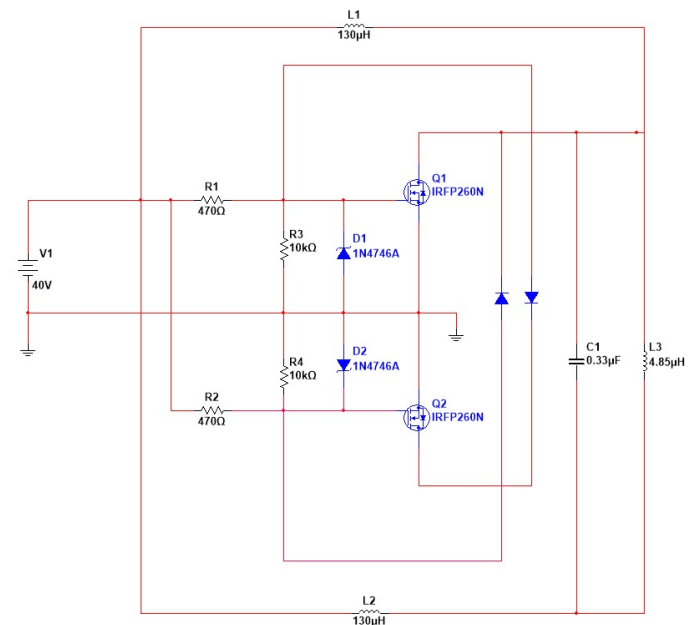 L1
130µH
Q1
IRFP260N
R1
470Ω
R3
10kΩ
D1
1N4746A
V1
40V
D2
1N4746A
R4
10kΩ
C1
0.33µF
L3
4.85µH
R2
470Ω
Q2
IRFP260N
L2
130µH